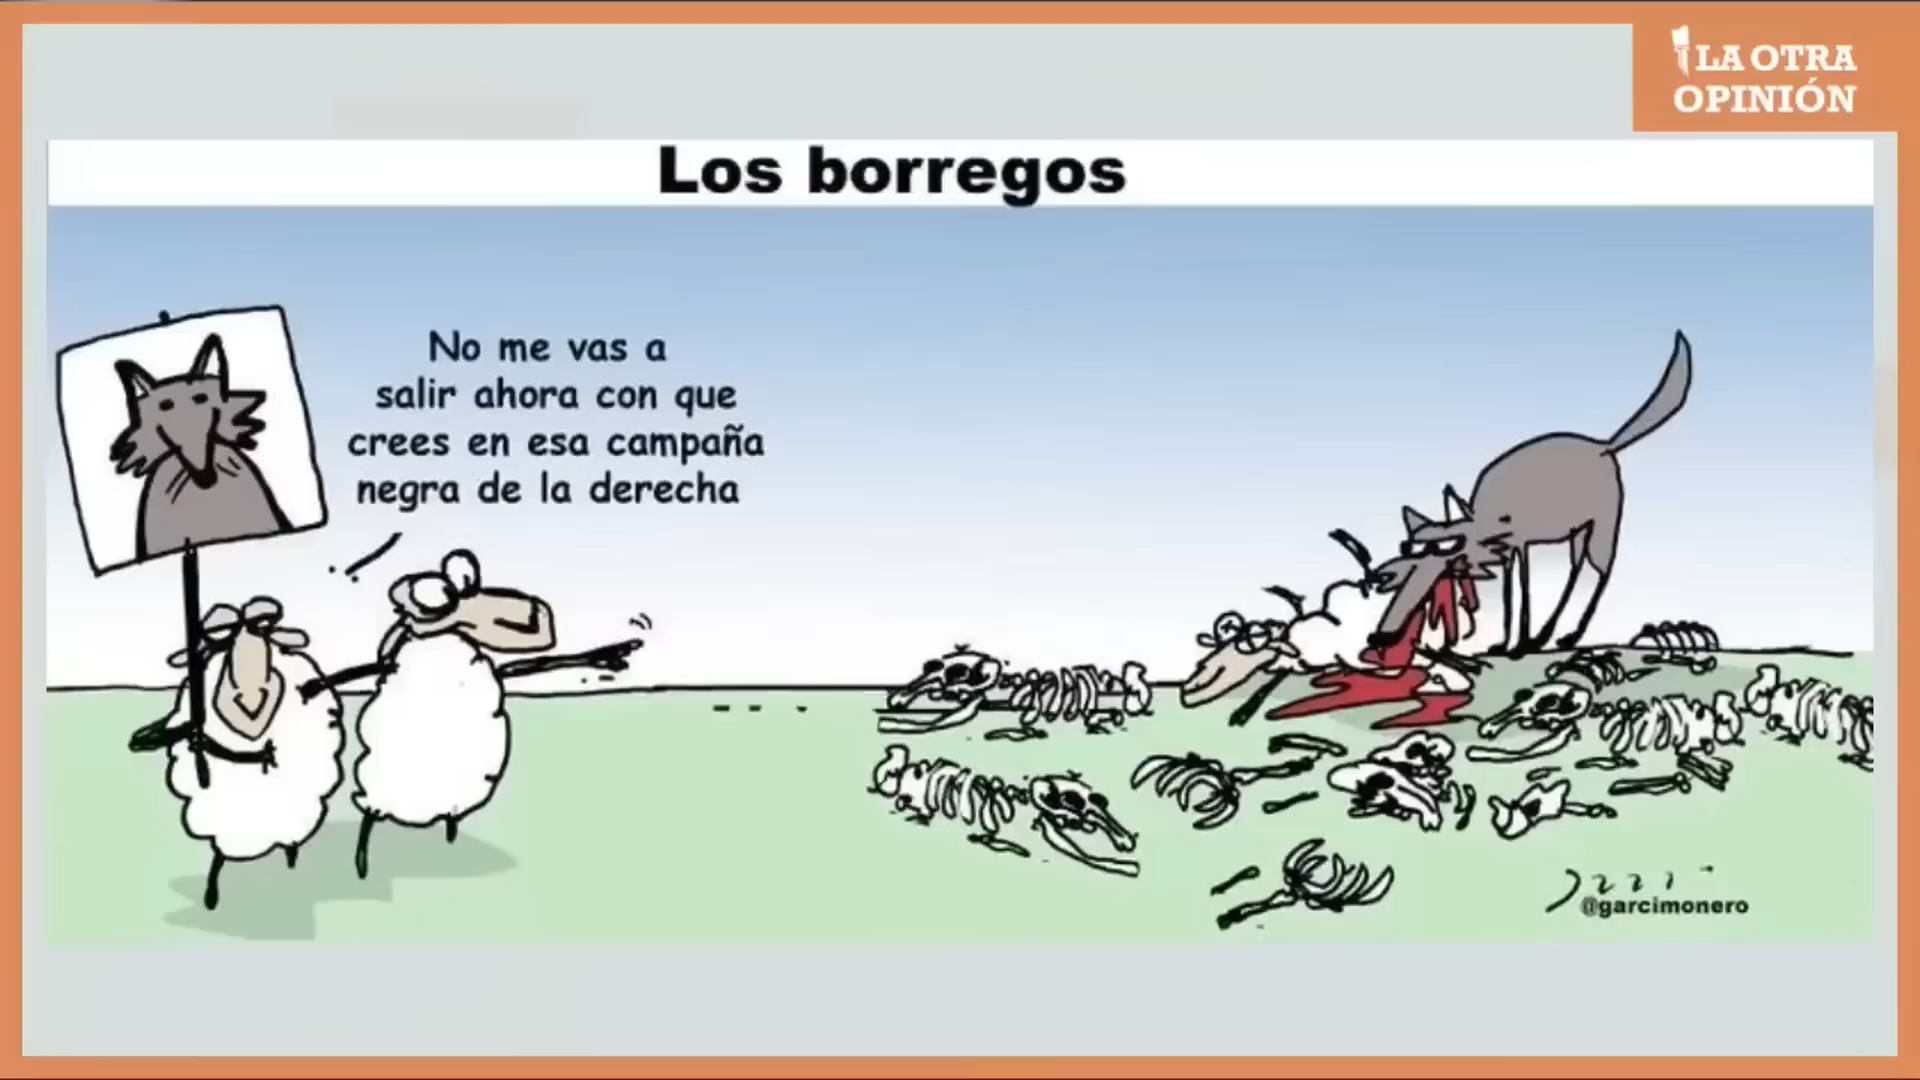 LA OTRA
OPINIÓN
Los borregos
No me vas a
salir ahora con que
crees en esa campaña
negra de la derecha
@garcimonero